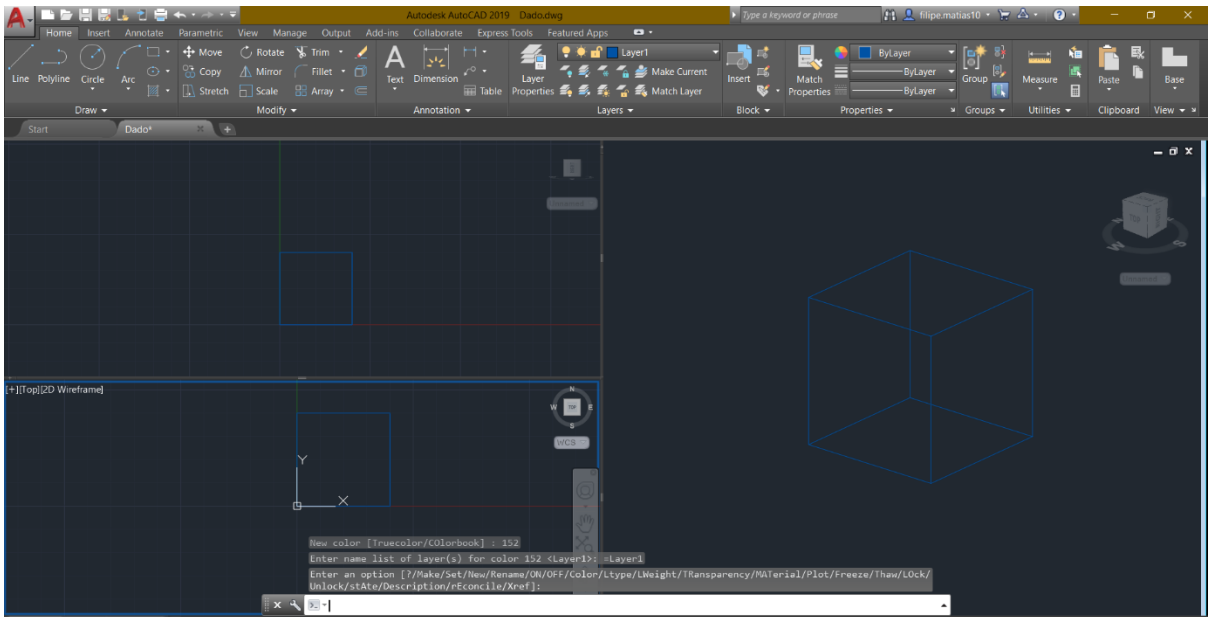 A Autodesk AutoCAD 2019 Dado.dwg Type a keyword or phrase filipe.matias10 ?
Home Insert Annotate Parametric View Manage Output Add-ins Collaborate Express Tools Featured Apps
Move Rotate Trim A Layer1 ByLayer
Line Polyline Circle Arc Copy Mirror Fillet Text Dimension Layer Properties Make Current Insert Match Properties ByLayer Group Measure Paste Base
Stretch Scale Array Table Match Layer ByLayer
Draw Modify Annotation Layers Block Properties Groups Utilities Clipboard View
Start Dado* +
[+][Top][2D Wireframe]
N
W TOP E
S
WCS
Y
X
New color [Truecolor/COlorbook] : 152
Enter name list of layer(s) for color 152 <Layer1>: =Layer1
Enter an option [?/Make/Set/New/Rename/ON/OFF/Color/Ltype/LWeight/TRansparency/MATerial/Plot/Freeze/Thaw/LOck/
Unlock/stAte/Description/rEconcile/Xref]: